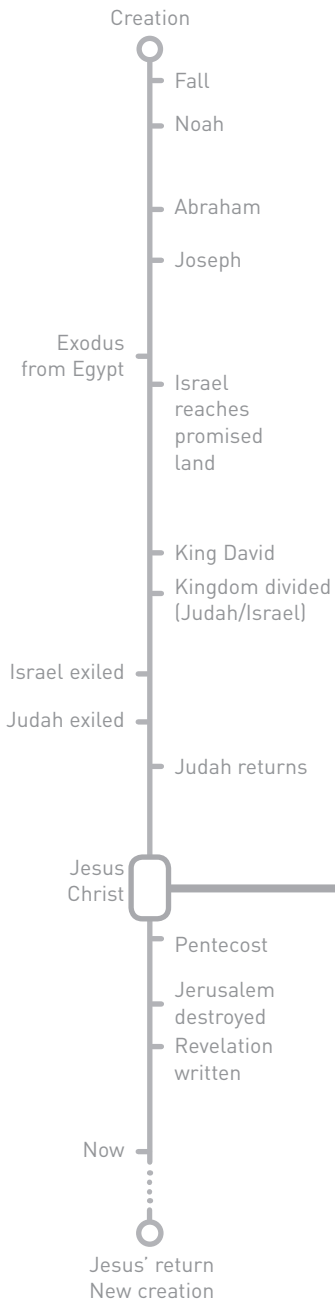 Creation
Fall
Noah
Abraham
Joseph
Exodus
from Egypt
Israel
reaches
promised
land
King David
Kingdom divided
(Judah/Israel)
Israel exiled
Judah exiled
Judah returns
Jesus
Christ
Pentecost
Jerusalem
destroyed
Revelation
written
Now
Jesus' return
New creation